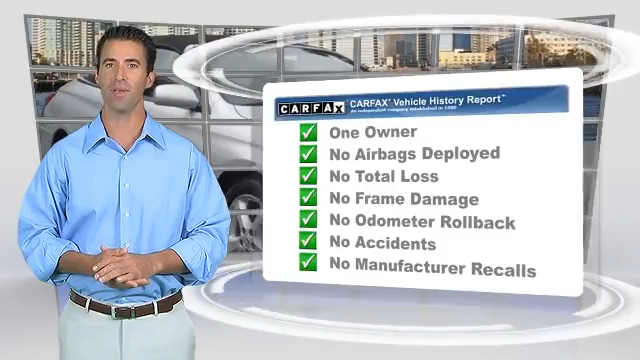 CARFAX CARFAX Vehicle History Report™
An independent company established in 1986
One Owner
No Airbags Deployed
No Total Loss
No Frame Damage
No Odometer Rollback
No Accidents
No Manufacturer Recalls